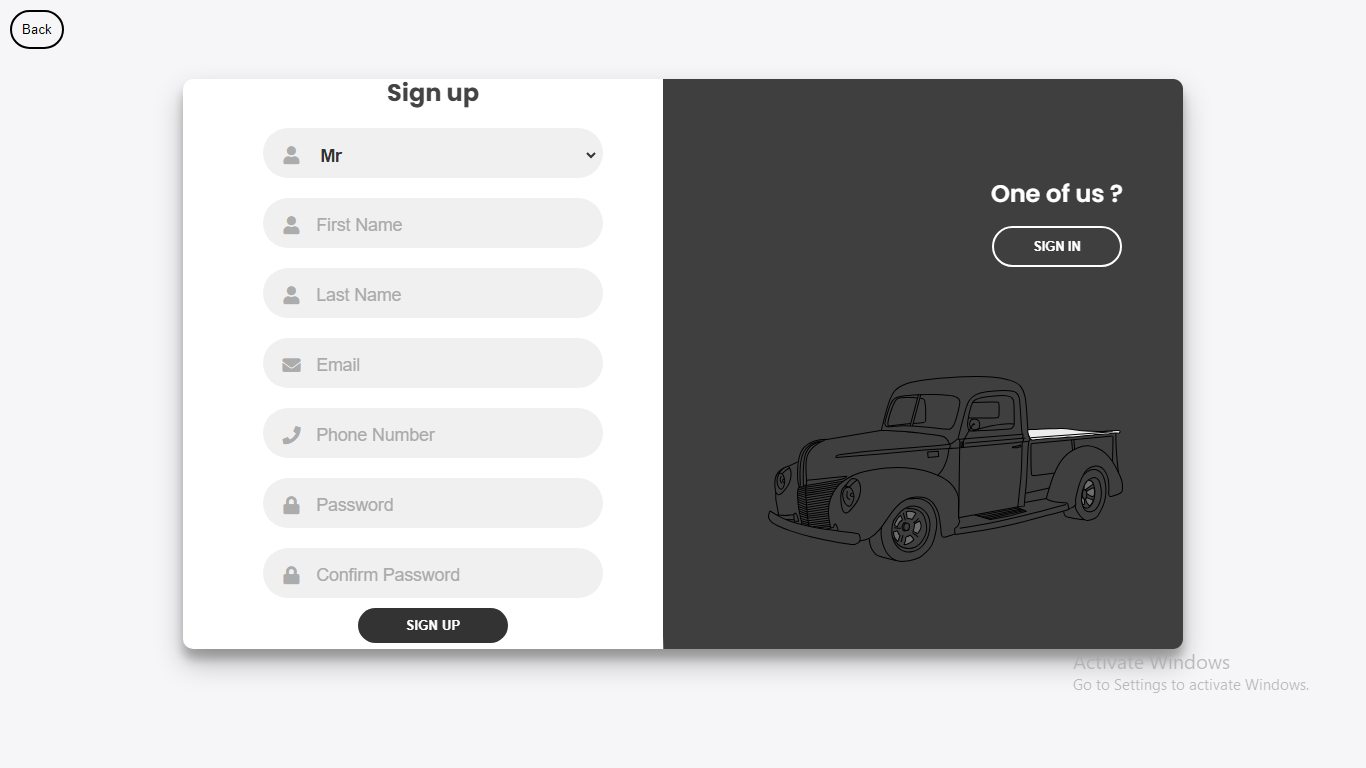 Back
Sign up
Mr
First Name
Last Name
Email
Phone Number
Password
Confirm Password
SIGN UP
One of us ?
SIGN IN
Activate Windows
Go to Settings to activate Windows.